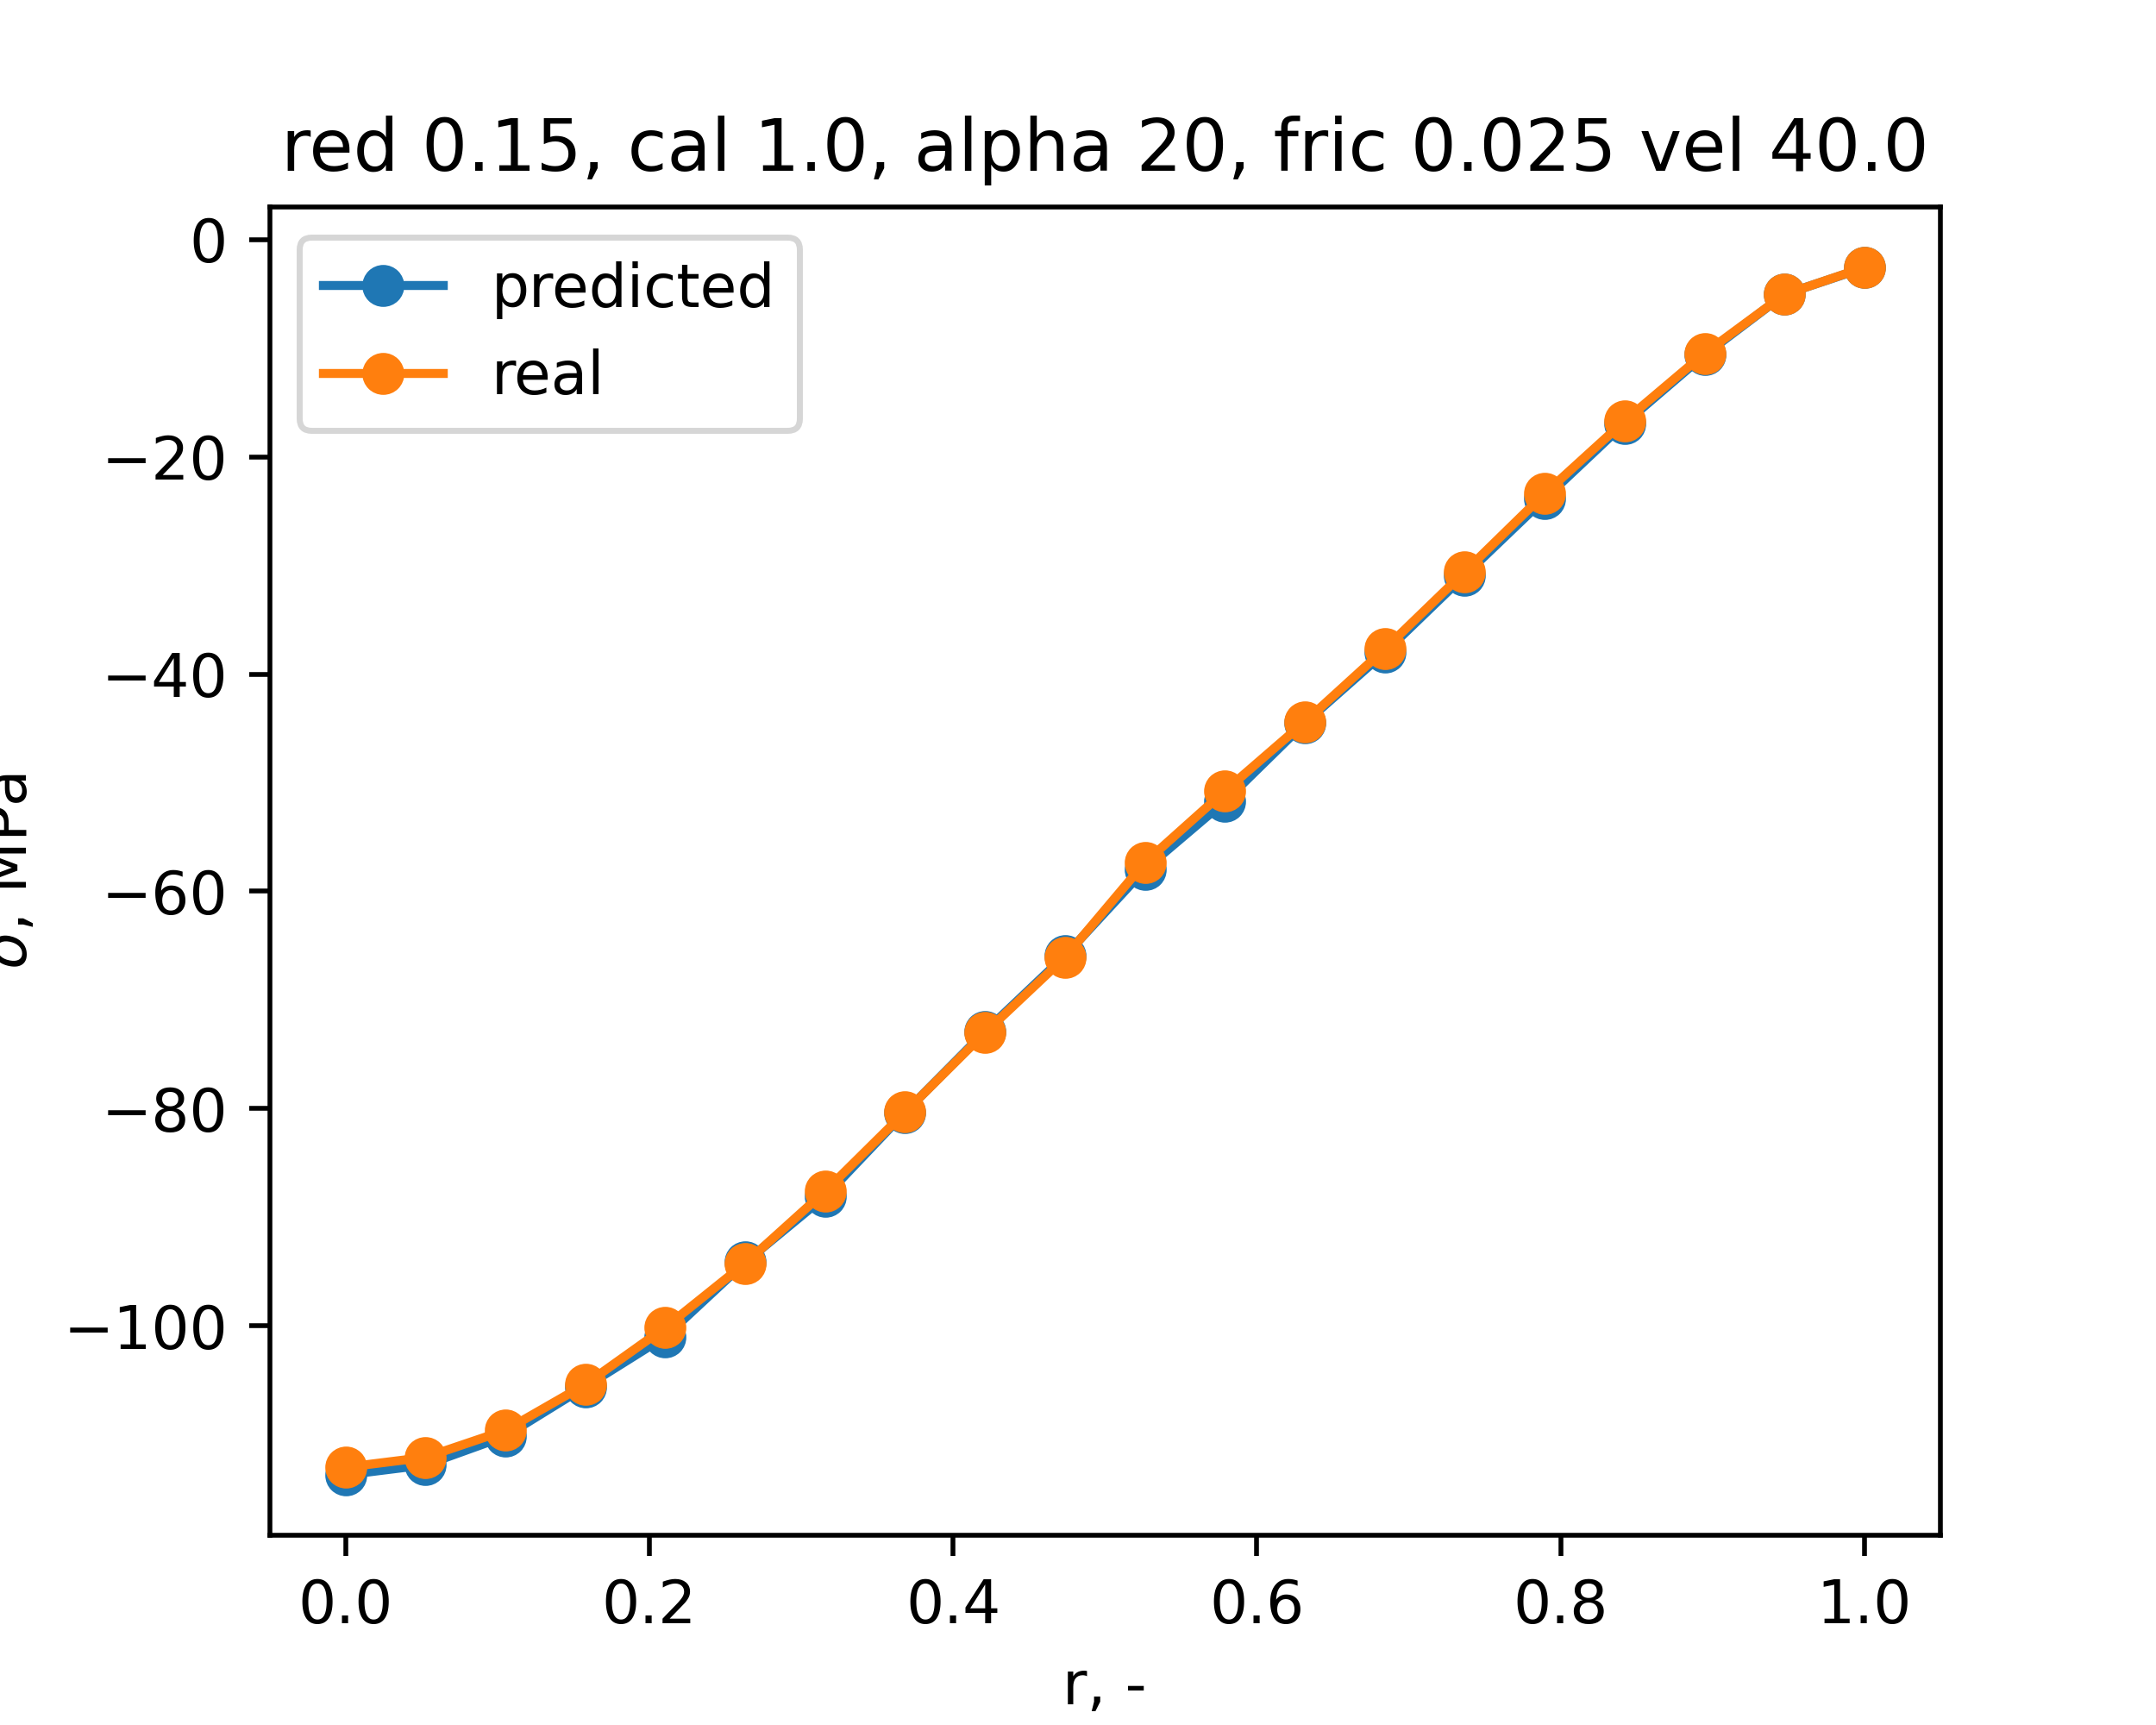 red 0.15, cal 1.0, alpha 20, fric 0.025 vel 40.0
predicted
real
0
−20
−40
−60
−80
−100
, MPa
0.0 0.2 0.4 0.6 0.8 1.0
r, -